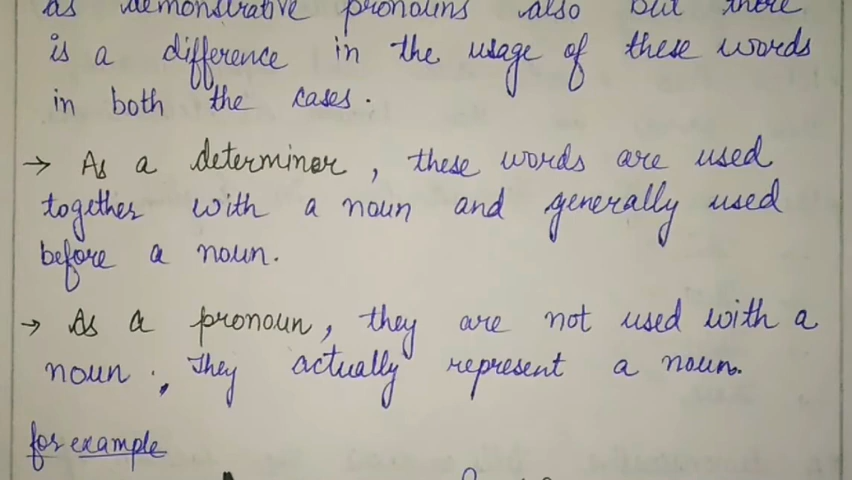 as demonstrative pronouns also but there
is a difference in the usage of these words
in both the cases.
→ As a determiner, these words are used
together with a noun and generally used
before a noun.
→ As a pronoun, they are not used with a
noun. They actually represent a noun.
for example